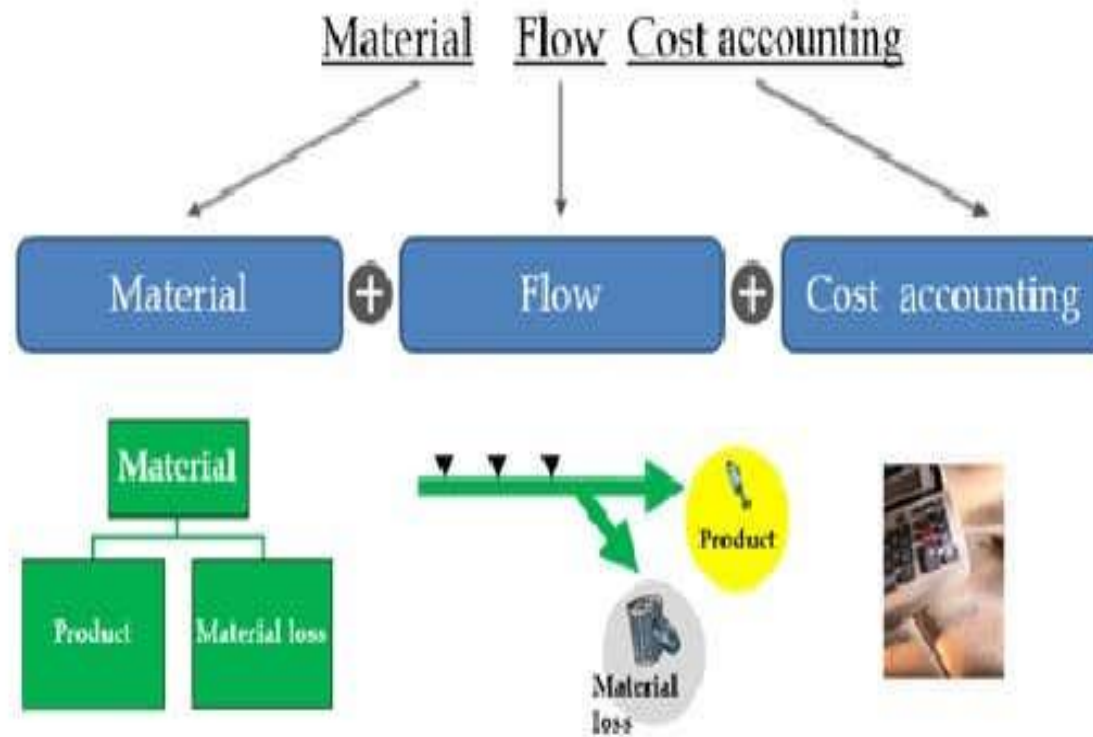 Material Flow Cost accounting
Material + Flow + Cost accounting
Material
Product
Material loss
Product
Material
loss